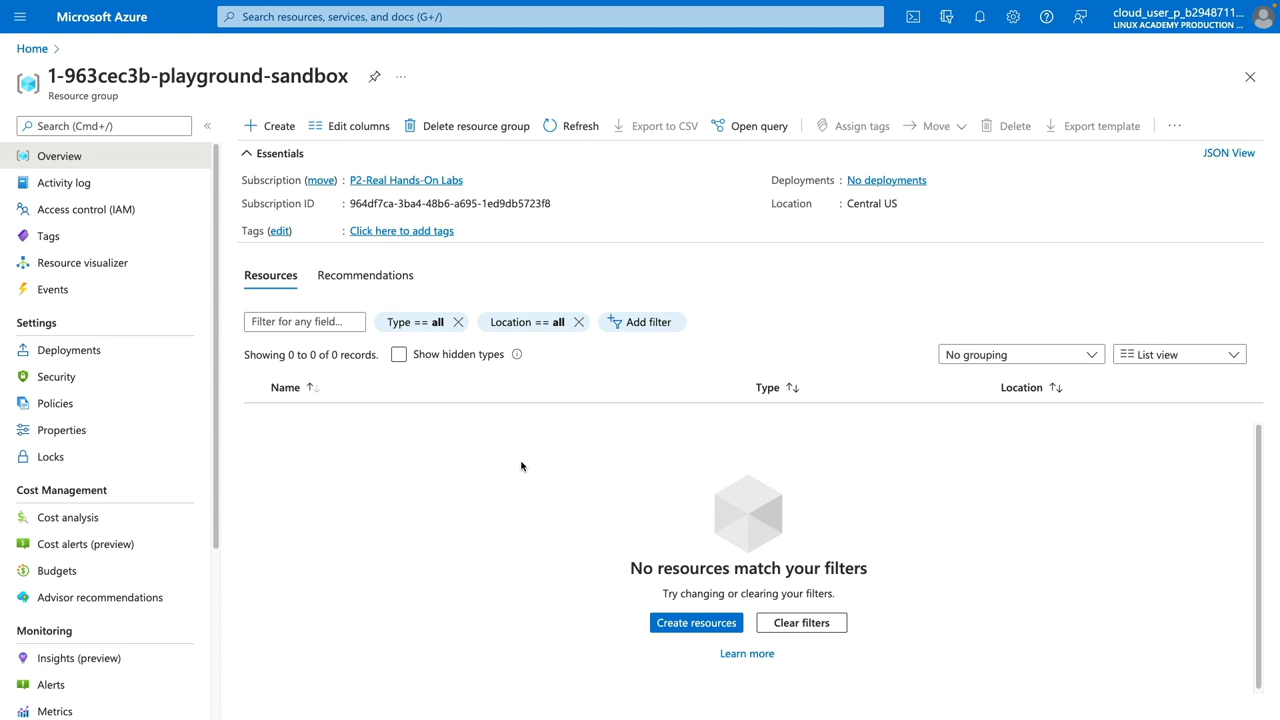 Microsoft Azure
Search resources, services, and docs (G+/)
cloud_user_p_b2948711...
LINUX ACADEMY PRODUCTION ...
Home
1-963cec3b-playground-sandbox
...
Resource group
Search (Cmd+/)
«
Create
Edit columns
Delete resource group
Refresh
Export to CSV
Open query
Assign tags
Move
Delete
Export template
...
Overview
Activity log
Access control (IAM)
Tags
Resource visualizer
Events
Settings
Deployments
Security
Policies
Properties
Locks
Cost Management
Cost analysis
Cost alerts (preview)
Budgets
Advisor recommendations
Monitoring
Insights (preview)
Alerts
Metrics
Essentials
JSON View
Subscription (move) : P2-Real Hands-On Labs
Deployments : No deployments
Subscription ID : 964df7ca-3ba4-48b6-a695-1ed9db5723f8
Location : Central US
Tags (edit) : Click here to add tags
Resources
Recommendations
Filter for any field...
Type == all
Location == all
Add filter
Showing 0 to 0 of 0 records.
Show hidden types
No grouping
List view
Name
Type
Location
No resources match your filters
Try changing or clearing your filters.
Create resources
Clear filters
Learn more